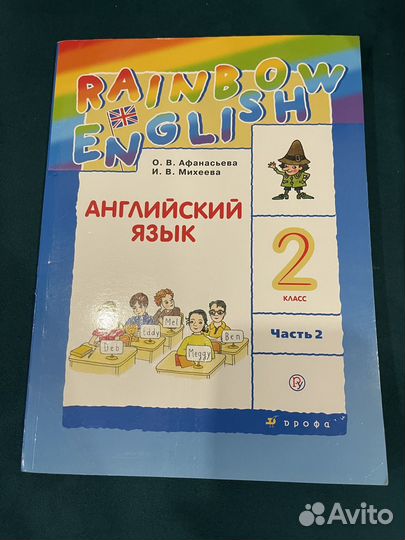 RAINBOW
ENGLISH
О. В. Афанасьева
И. В. Михеева
АНГЛИЙСКИЙ
ЯЗЫК
2
КЛАСС
Часть 2
Mel
Eddy
Ben
Deb
Meggy
дрофа
Avito